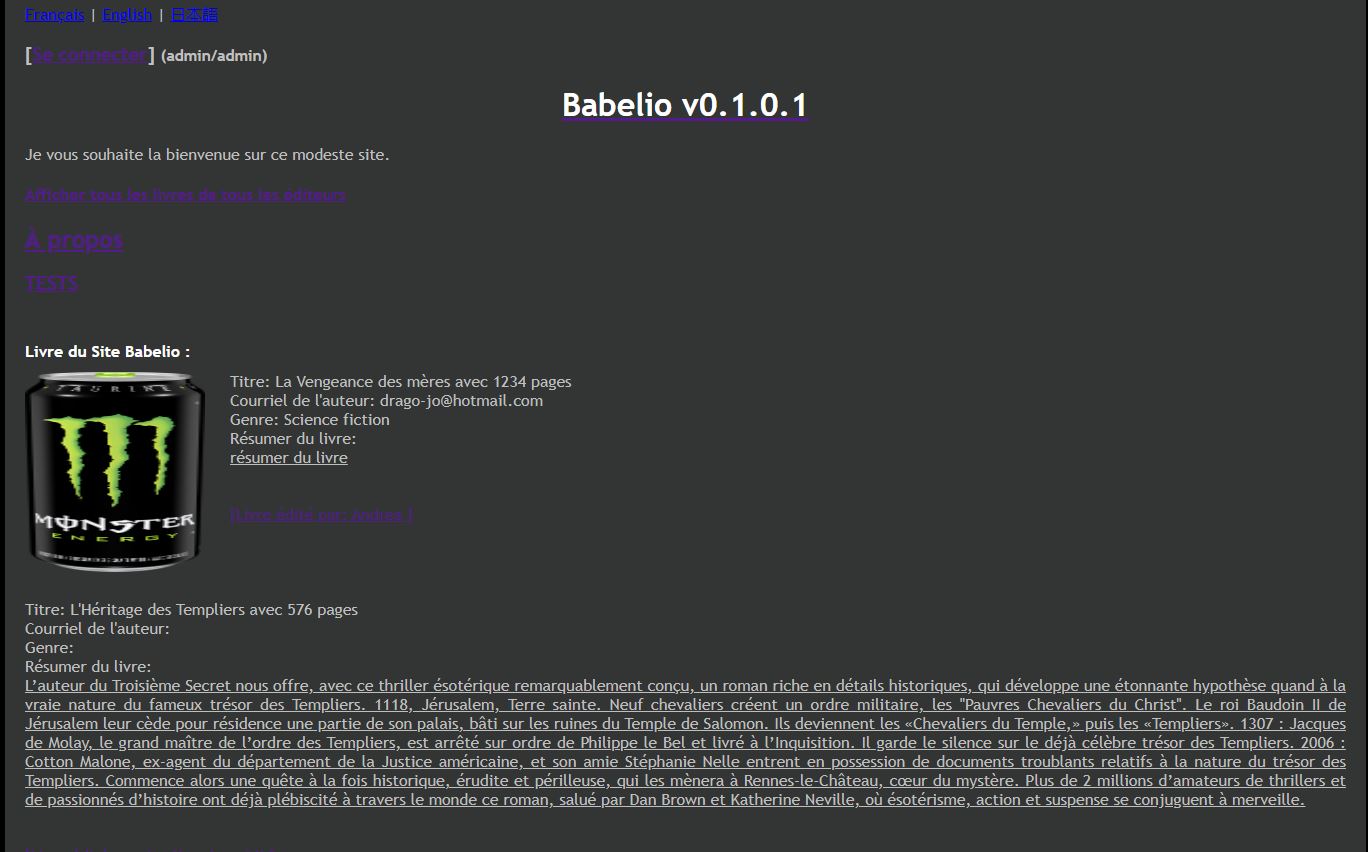 Français | English | 日本語
[Se connecter] (admin/admin)
Babelio v0.1.0.1
Je vous souhaite la bienvenue sur ce modeste site.
Afficher tous les livres de tous les éditeurs
À propos
TESTS
Livre du Site Babelio :
TAURINE
MONSTER
ENERGY
Titre: La Vengeance des mères avec 1234 pages
Courriel de l'auteur: drago-jo@hotmail.com
Genre: Science fiction
Résumer du livre:
résumer du livre
[Livre édité par: Andrea ]
Titre: L'Héritage des Templiers avec 576 pages
Courriel de l'auteur:
Genre:
Résumer du livre:
L’auteur du Troisième Secret nous offre, avec ce thriller ésotérique remarquablement conçu, un roman riche en détails historiques, qui développe une étonnante hypothèse quand à la
vraie nature du fameux trésor des Templiers. 1118, Jérusalem, Terre sainte. Neuf chevaliers créent un ordre militaire, les "Pauvres Chevaliers du Christ". Le roi Baudoin II de
Jérusalem leur cède pour résidence une partie de son palais, bâti sur les ruines du Temple de Salomon. Ils deviennent les «Chevaliers du Temple,» puis les «Templiers». 1307 : Jacques
de Molay, le grand maître de l’ordre des Templiers, est arrêté sur ordre de Philippe le Bel et livré à l’Inquisition. Il garde le silence sur le déjà célèbre trésor des Templiers. 2006 :
Cotton Malone, ex-agent du département de la Justice américaine, et son amie Stéphanie Nelle entrent en possession de documents troublants relatifs à la nature du trésor des
Templiers. Commence alors une quête à la fois historique, érudite et périlleuse, qui les mènera à Rennes-le-Château, cœur du mystère. Plus de 2 millions d’amateurs de thrillers et
de passionnés d’histoire ont déjà plébiscité à travers le monde ce roman, salué par Dan Brown et Katherine Neville, où ésotérisme, action et suspense se conjuguent à merveille.